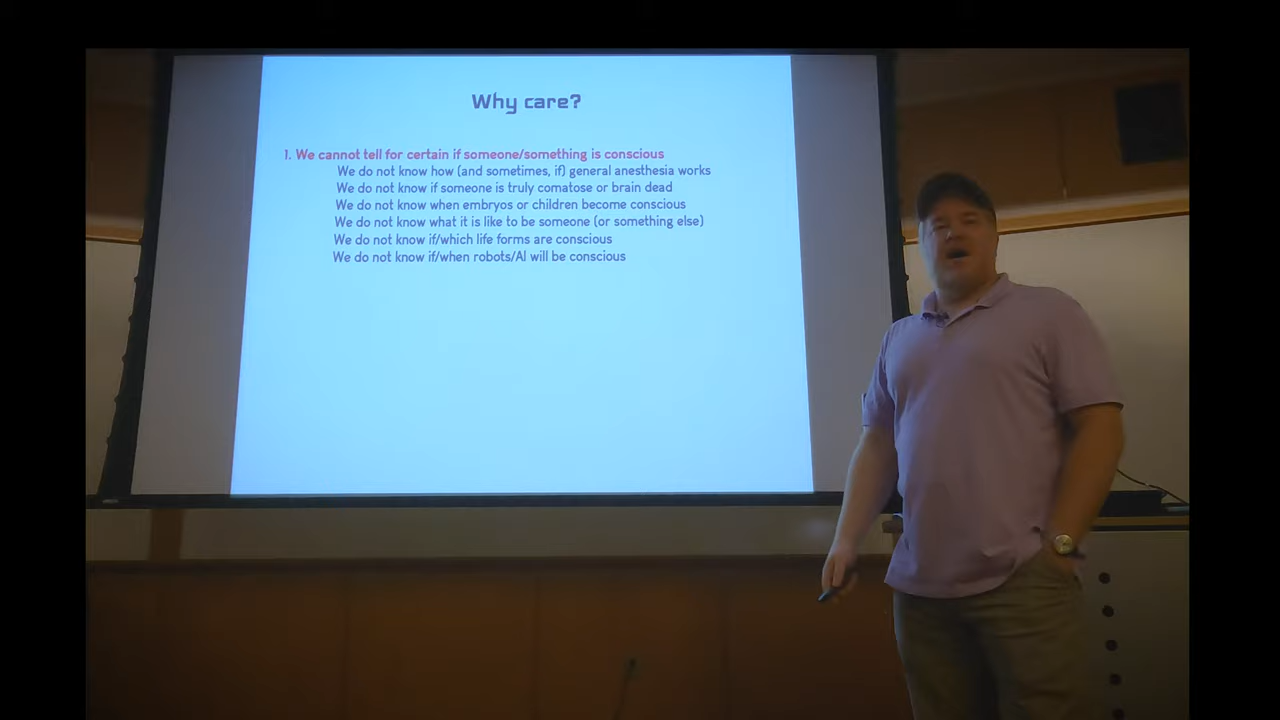 Why care?
1. We cannot tell for certain if someone/something is conscious
We do not know how (and sometimes, if) general anesthesia works
We do not know if someone is truly comatose or brain dead
We do not know when embryos or children become conscious
We do not know what it is like to be someone (or something else)
We do not know if/which life forms are conscious
We do not know if/when robots/AI will be conscious